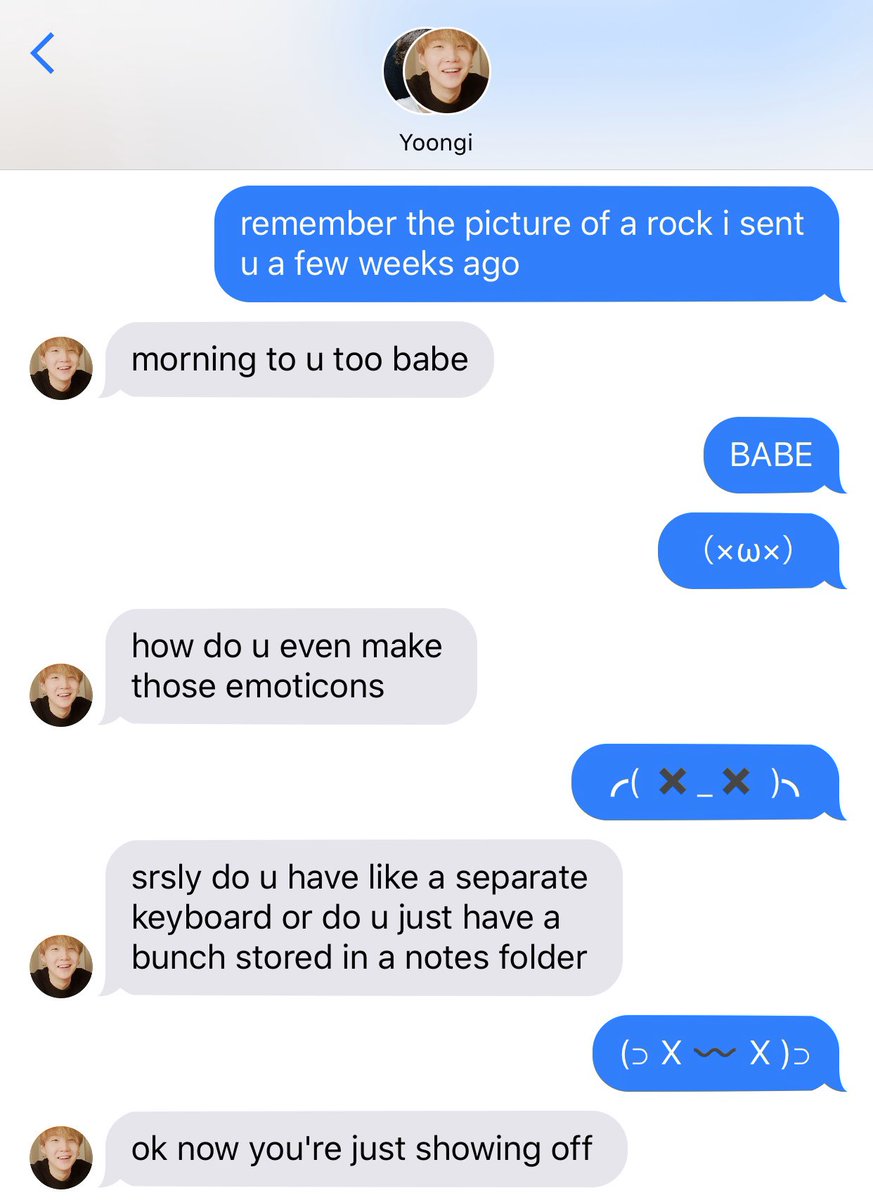 Yoongi
remember the picture of a rock i sent
u a few weeks ago
morning to u too babe
BABE
(×ω×)
how do u even make
those emoticons
╭( ✖_✖ )╮
srsly do u have like a separate
keyboard or do u just have a
bunch stored in a notes folder
(⊃ X 〰 X )⊃
ok now you're just showing off